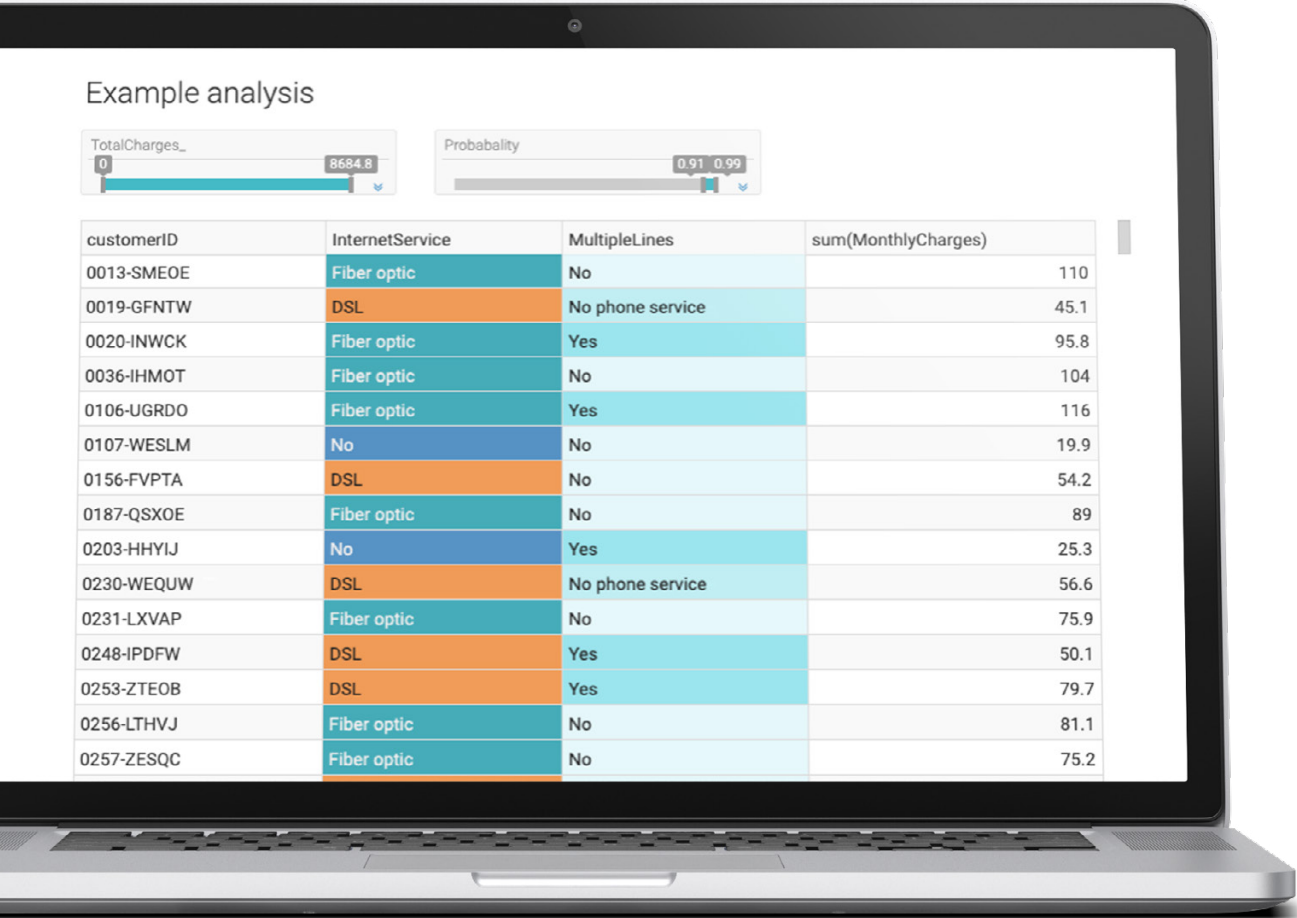 Example analysis
TotalCharges_ Probabality
0 8684.8 0.91 0.99
customerID InternetService MultipleLines sum(MonthlyCharges)
0013-SMEOE Fiber optic No 110
0019-GFNTW DSL No phone service 45.1
0020-INWCK Fiber optic Yes 95.8
0036-IHMOT Fiber optic No 104
0106-UGRDO Fiber optic Yes 116
0107-WESLM No No 19.9
0156-FVPTA DSL No 54.2
0187-QSXOE Fiber optic No 89
0203-HHYIJ No Yes 25.3
0230-WEQUW DSL No phone service 56.6
0231-LXVAP Fiber optic No 75.9
0248-IPDFW DSL Yes 50.1
0253-ZTEOB DSL Yes 79.7
0256-LTHVJ Fiber optic No 81.1
0257-ZESQC Fiber optic No 75.2